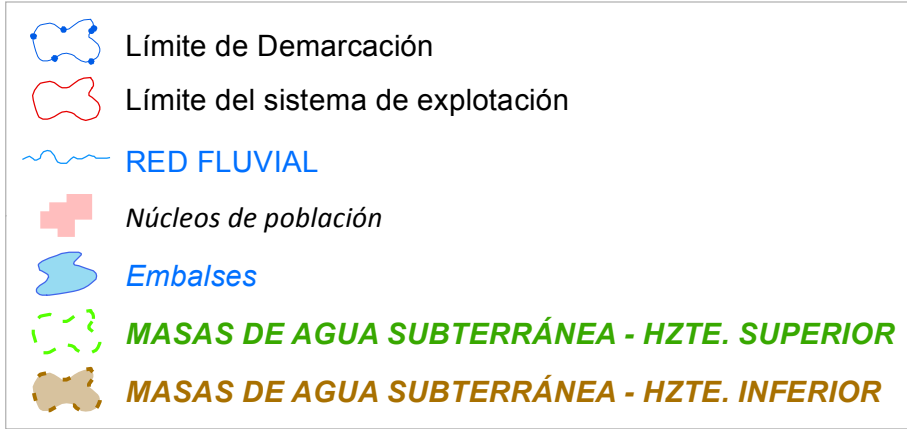 Límite de Demarcación
Límite del sistema de explotación
RED FLUVIAL
Núcleos de población
Embalses
MASAS DE AGUA SUBTERRÁNEA - HZTE. SUPERIOR
MASAS DE AGUA SUBTERRÁNEA - HZTE. INFERIOR